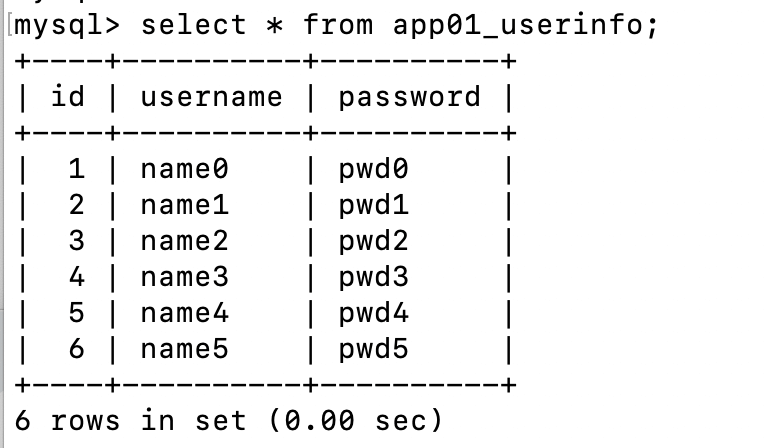 mysql> select * from app01_userinfo;
+----+----------+----------+
| id | username | password |
+----+----------+----------+
|  1 | name0    | pwd0     |
|  2 | name1    | pwd1     |
|  3 | name2    | pwd2     |
|  4 | name3    | pwd3     |
|  5 | name4    | pwd4     |
|  6 | name5    | pwd5     |
+----+----------+----------+
6 rows in set (0.00 sec)